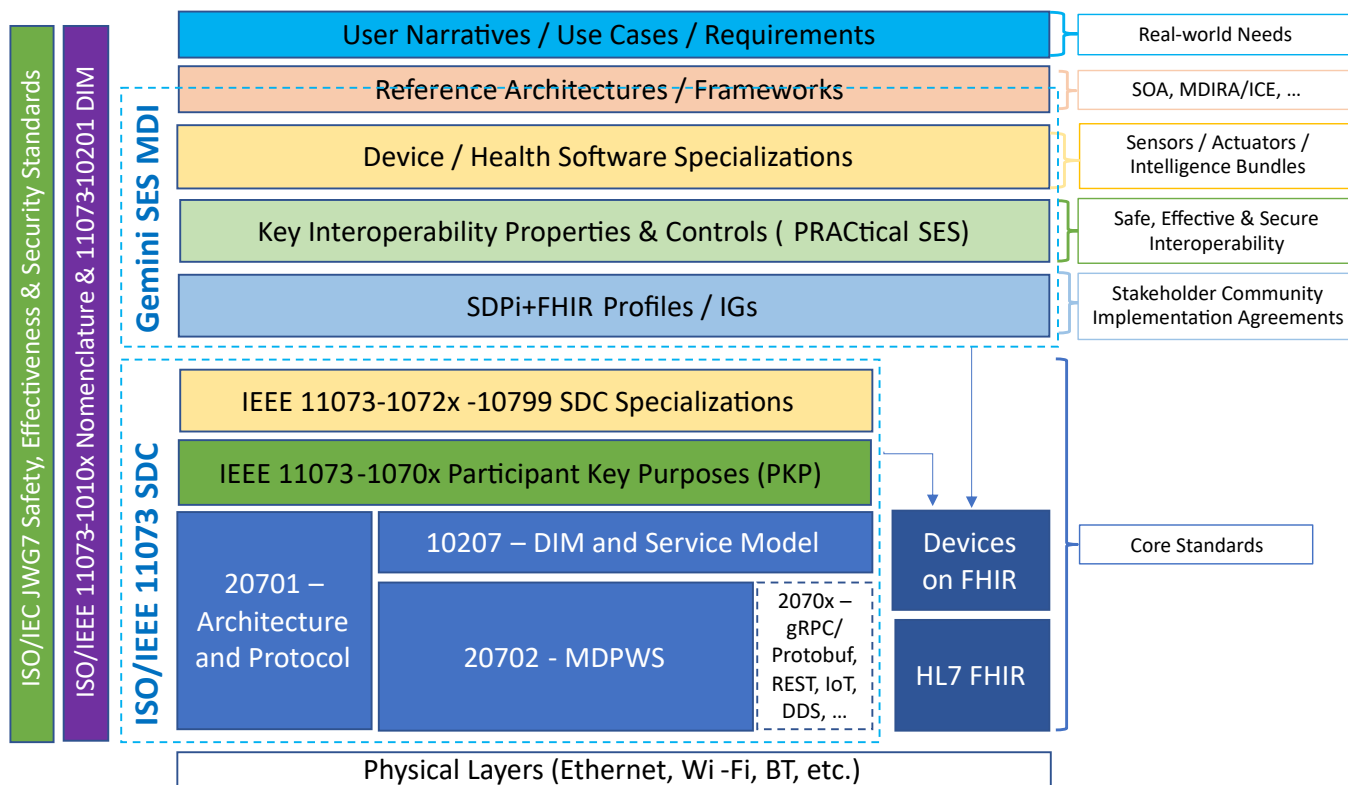 ISO/IEC JWG7 Safety, Effectiveness & Security Standards
ISO/IEEE 11073-1010x Nomenclature & 11073-10201 DIM
User Narratives / Use Cases / Requirements
Real-world Needs
Reference Architectures / Frameworks
SOA, MDIRA/ICE, ...
Gemini SES MDI
Device / Health Software Specializations
Sensors / Actuators /
Intelligence Bundles
Key Interoperability Properties & Controls ( PRACtical SES)
Safe, Effective & Secure
Interoperability
SDPi+FHIR Profiles / IGs
Stakeholder Community
Implementation Agreements
ISO/IEEE 11073 SDC
IEEE 11073-1072x -10799 SDC Specializations
IEEE 11073-1070x Participant Key Purposes (PKP)
20701 –
Architecture
and Protocol
10207 – DIM and Service Model
20702 - MDPWS
2070x –
gRPC/
Protobuf,
REST, IoT,
DDS, ...
Devices
on FHIR
HL7 FHIR
Core Standards
Physical Layers (Ethernet, Wi -Fi, BT, etc.)